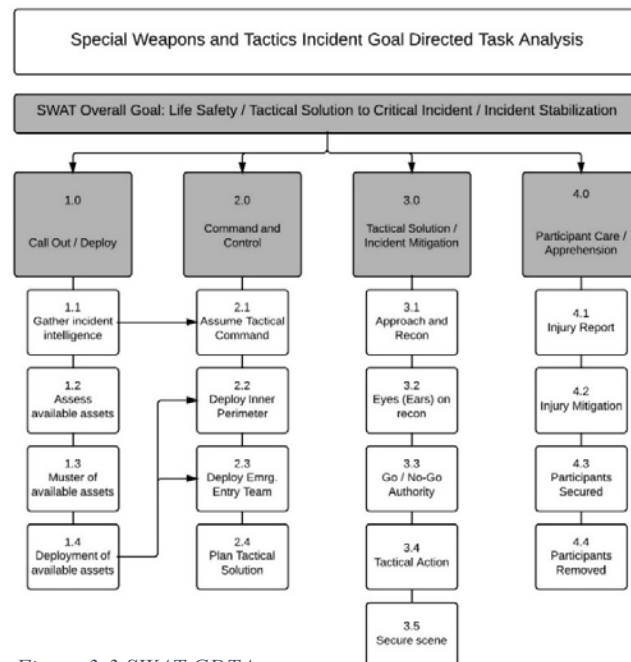 Special Weapons and Tactics Incident Goal Directed Task Analysis
SWAT Overall Goal: Life Safety / Tactical Solution to Critical Incident / Incident Stabilization
1.0
Call Out / Deploy
2.0
Command and
Control
3.0
Tactical Solution /
Incident Mitigation
4.0
Participant Care /
Apprehension
1.1
Gather incident
intelligence
1.2
Assess
available assets
1.3
Muster of
available assets
1.4
Deployment of
available assets
2.1
Assume Tactical
Command
2.2
Deploy Inner
Perimeter
2.3
Deploy Emrg.
Entry Team
2.4
Plan Tactical
Solution
3.1
Approach and
Recon
3.2
Eyes (Ears) on
recon
3.3
Go / No-Go
Authority
3.4
Tactical Action
3.5
Secure scene
4.1
Injury Report
4.2
Injury Mitigation
4.3
Participants
Secured
4.4
Participants
Removed